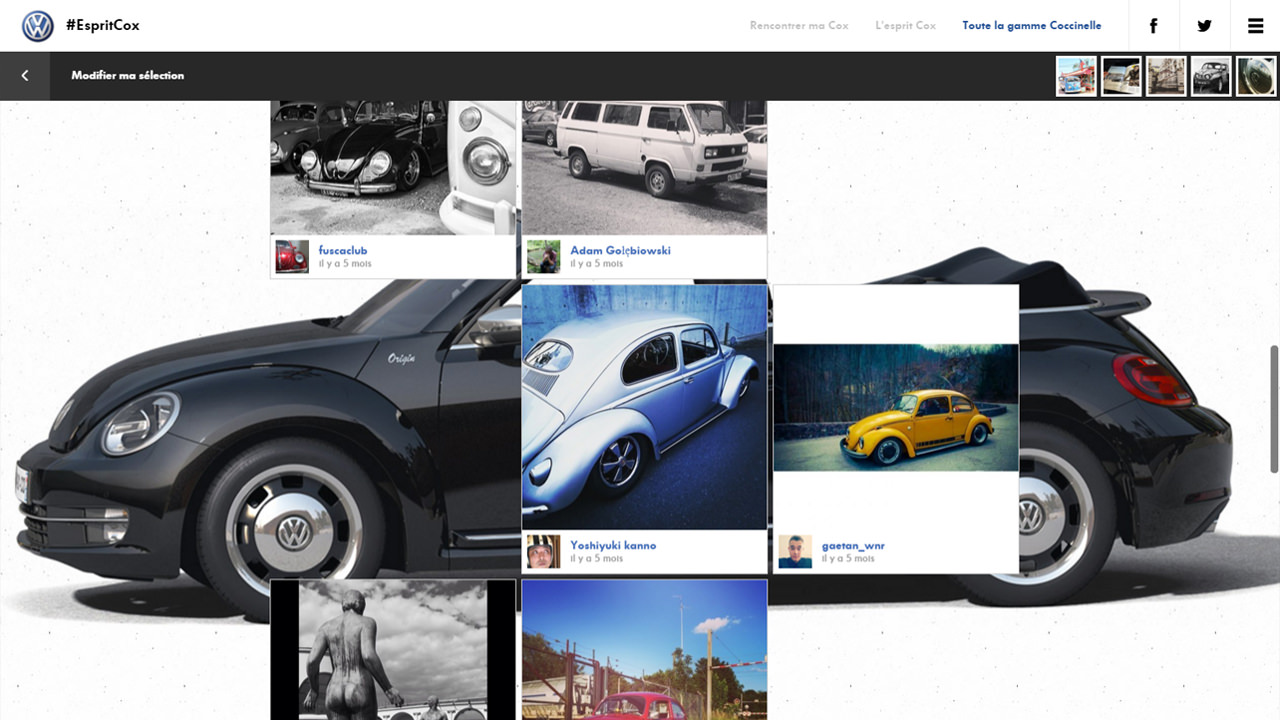 #EspritCox
Rencontrer ma Cox
L'esprit Cox
Toute la gamme Coccinelle
Modifier ma sélection
fuscaclub
il y a 5 mois
Adam Gołębiowski
il y a 5 mois
Origin
Yoshiyuki kanno
il y a 5 mois
gaetan_wnr
il y a 5 mois